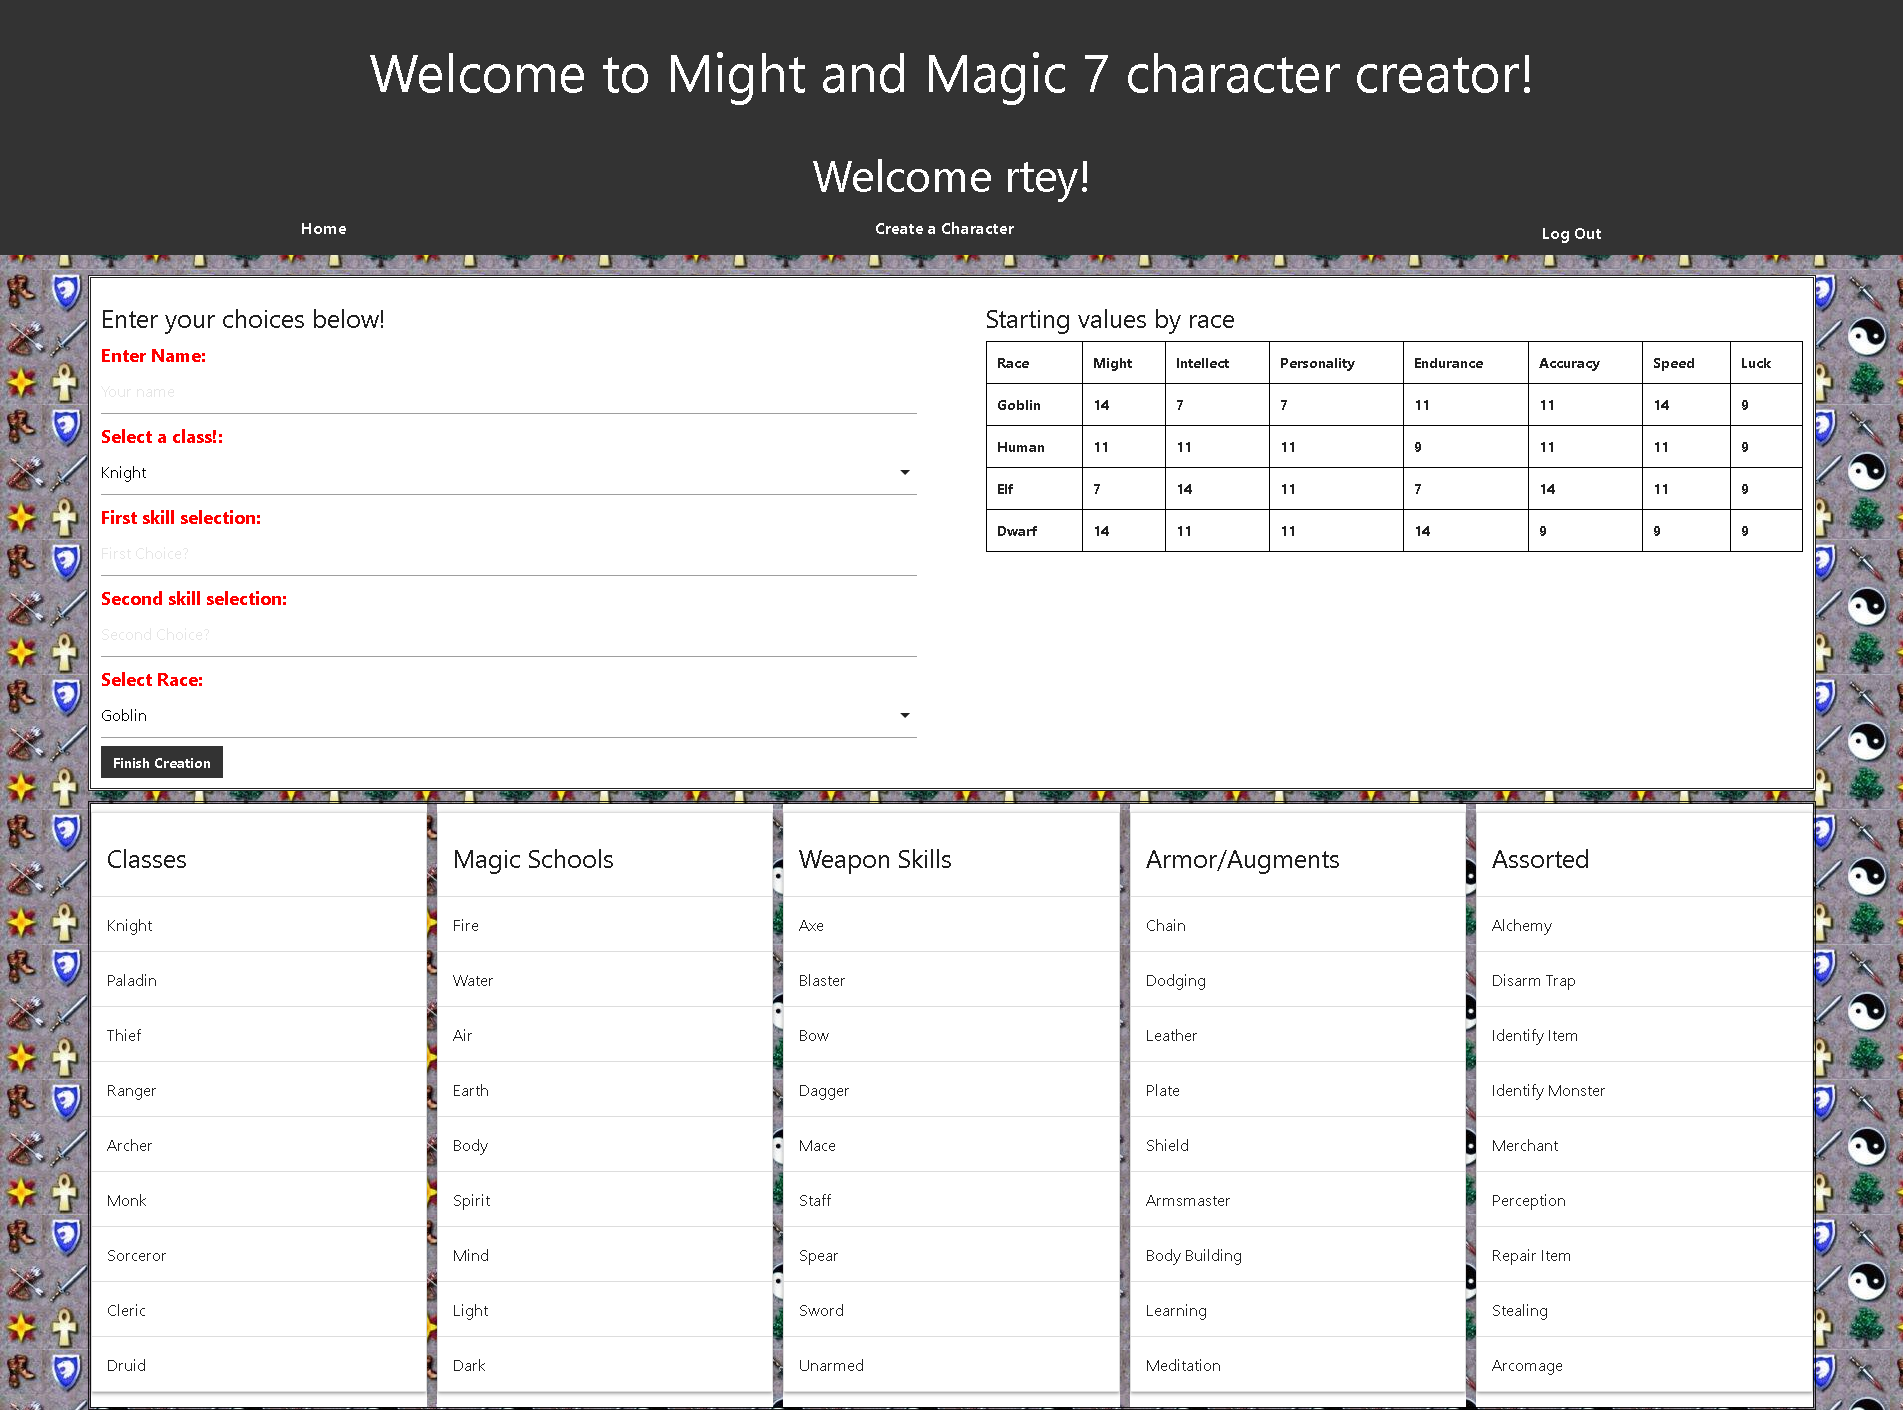 Welcome to Might and Magic 7 character creator!
Welcome rtey!
Home Create a Character Log Out
Enter your choices below!
Enter Name:
Your name
Select a class!:
Knight
First skill selection:
First Choice?
Second skill selection:
Second Choice?
Select Race:
Goblin
Finish Creation
Starting values by race
Race Might Intellect Personality Endurance Accuracy Speed Luck
Goblin 14 7 7 11 11 14 9
Human 11 11 11 9 11 11 9
Elf 7 14 11 7 14 11 9
Dwarf 14 11 11 14 9 9 9
Classes
Knight
Paladin
Thief
Ranger
Archer
Monk
Sorceror
Cleric
Druid
Magic Schools
Fire
Water
Air
Earth
Body
Spirit
Mind
Light
Dark
Weapon Skills
Axe
Blaster
Bow
Dagger
Mace
Staff
Spear
Sword
Unarmed
Armor/Augments
Chain
Dodging
Leather
Plate
Shield
Armsmaster
Body Building
Learning
Meditation
Assorted
Alchemy
Disarm Trap
Identify Item
Identify Monster
Merchant
Perception
Repair Item
Stealing
Arcomage